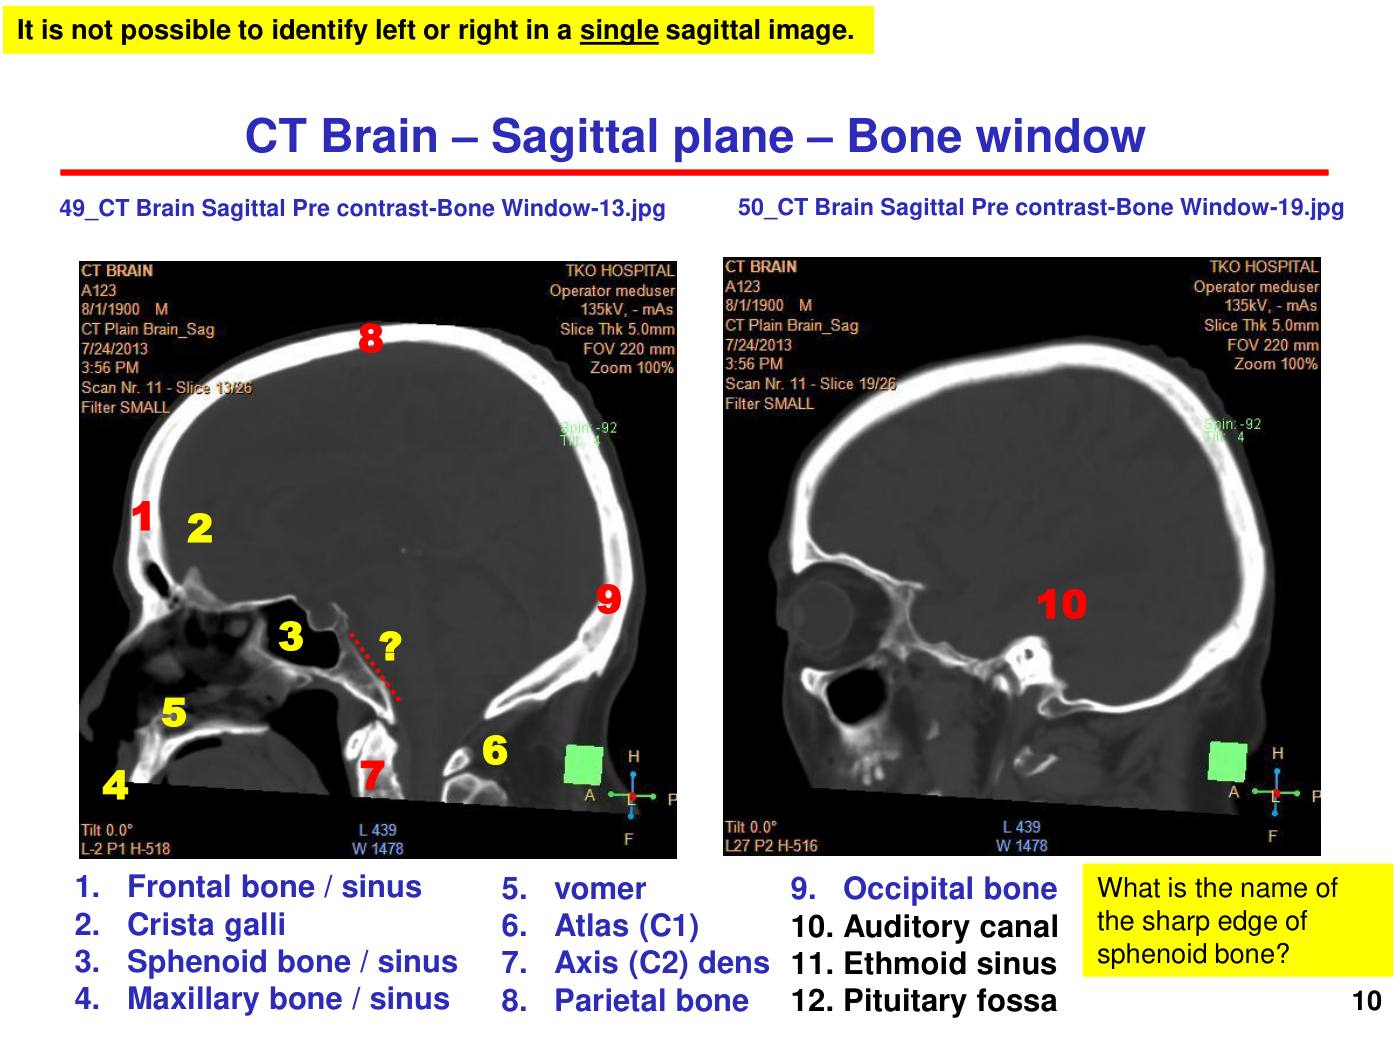 It is not possible to identify left or right in a single sagittal image.
CT Brain – Sagittal plane – Bone window
49_CT Brain Sagittal Pre contrast-Bone Window-13.jpg
50_CT Brain Sagittal Pre contrast-Bone Window-19.jpg
CT BRAIN
A123
8/1/1900 M
CT Plain Brain_Sag
7/24/2013
3:56 PM
Scan Nr. 11 - Slice 13/26
Filter SMALL
TKO HOSPITAL
Operator meduser
135kV, - mAs
Slice Thk 5.0mm
FOV 220 mm
Zoom 100%
Spin: -92
Tilt: 4
8
1
2
9
3
?
5
6
7
4
H
A
L
P
F
Tilt 0.0°
L-2 P1 H-518
L 439
W 1478
CT BRAIN
A123
8/1/1900 M
CT Plain Brain_Sag
7/24/2013
3:56 PM
Scan Nr. 11 - Slice 19/26
Filter SMALL
TKO HOSPITAL
Operator meduser
135kV, - mAs
Slice Thk 5.0mm
FOV 220 mm
Zoom 100%
Spin: -92
Tilt: 4
10
H
A
L
P
F
Tilt 0.0°
L27 P2 H-516
L 439
W 1478
1. Frontal bone / sinus
2. Crista galli
3. Sphenoid bone / sinus
4. Maxillary bone / sinus
5. vomer
6. Atlas (C1)
7. Axis (C2) dens
8. Parietal bone
9. Occipital bone
10. Auditory canal
11. Ethmoid sinus
12. Pituitary fossa
What is the name of
the sharp edge of
sphenoid bone?
10